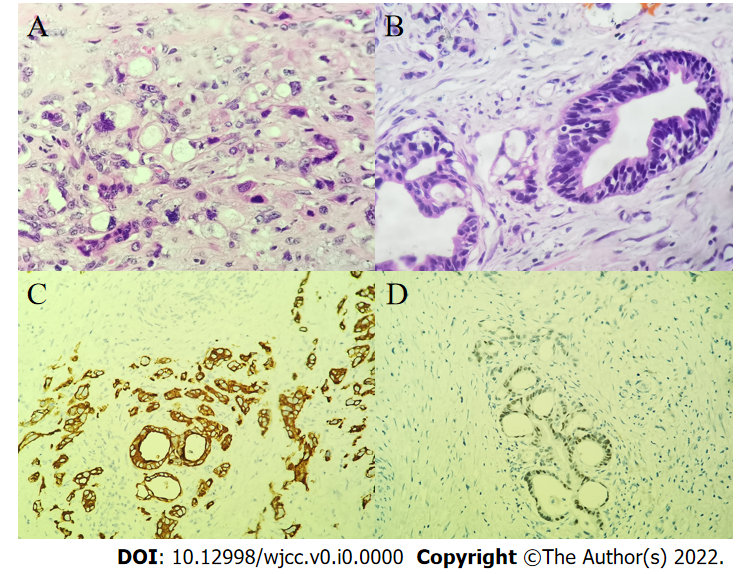 A
B
C
D
DOI: 10.12998/wjcc.v0.i0.0000 Copyright ©The Author(s) 2022.